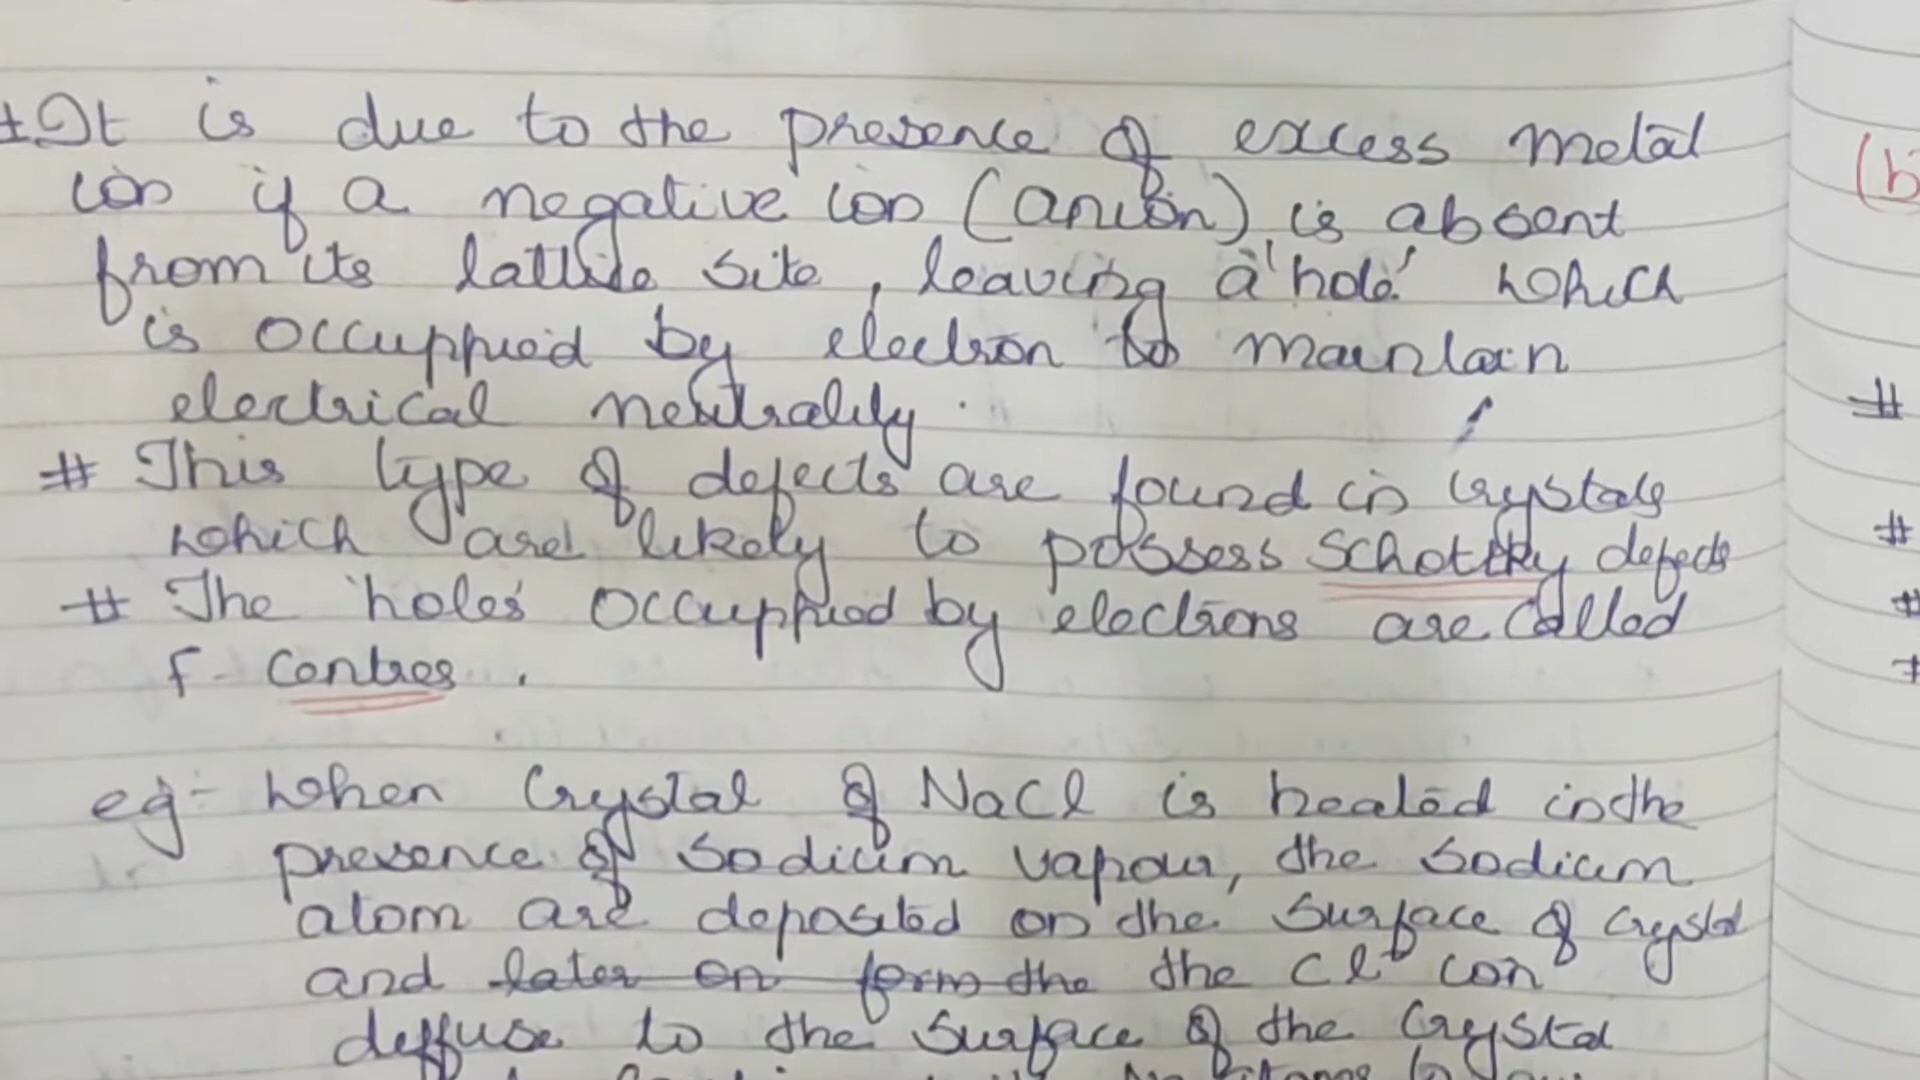 # It is due to the presence of excess metal
ion if a negative ion (anion) is absent
from its lattice site, leaving a 'hole' which
is occuppied by electron to maintain
electrical neutrality.
# This type of defects are found in crystals
which are likely to possess Schottky defects
# The 'holes' occuppied by electrons are called
F-centres.
eg:- when crystal of NaCl is heated in the
presence of sodium vapour, the sodium
atom are deposited on the surface of crystal
and later on form the the Cl⁻ ion
deffuse to the surface of the crystal
(b
#
#
#
#